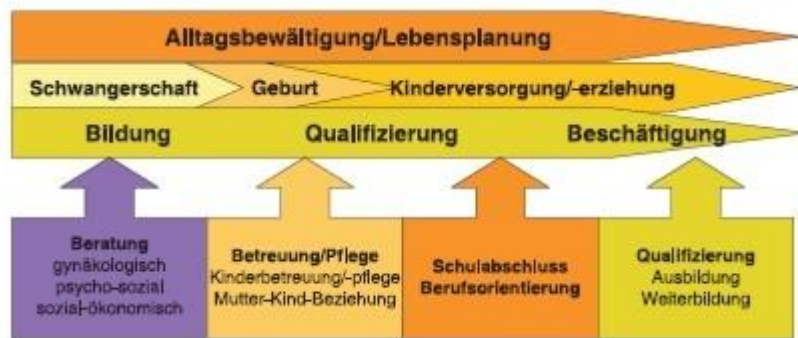 Alltagsbewältigung/Lebensplanung
Schwangerschaft
Geburt
Kinderversorgung/-erziehung
Bildung
Qualifizierung
Beschäftigung
Beratung
gynäkologisch
psycho-sozial
sozial-ökonomisch
Betreuung/Pflege
Kinderbetreuung/-pflege
Mutter-Kind-Beziehung
Schulabschluss
Berufsorientierung
Qualifizierung
Ausbildung
Weiterbildung